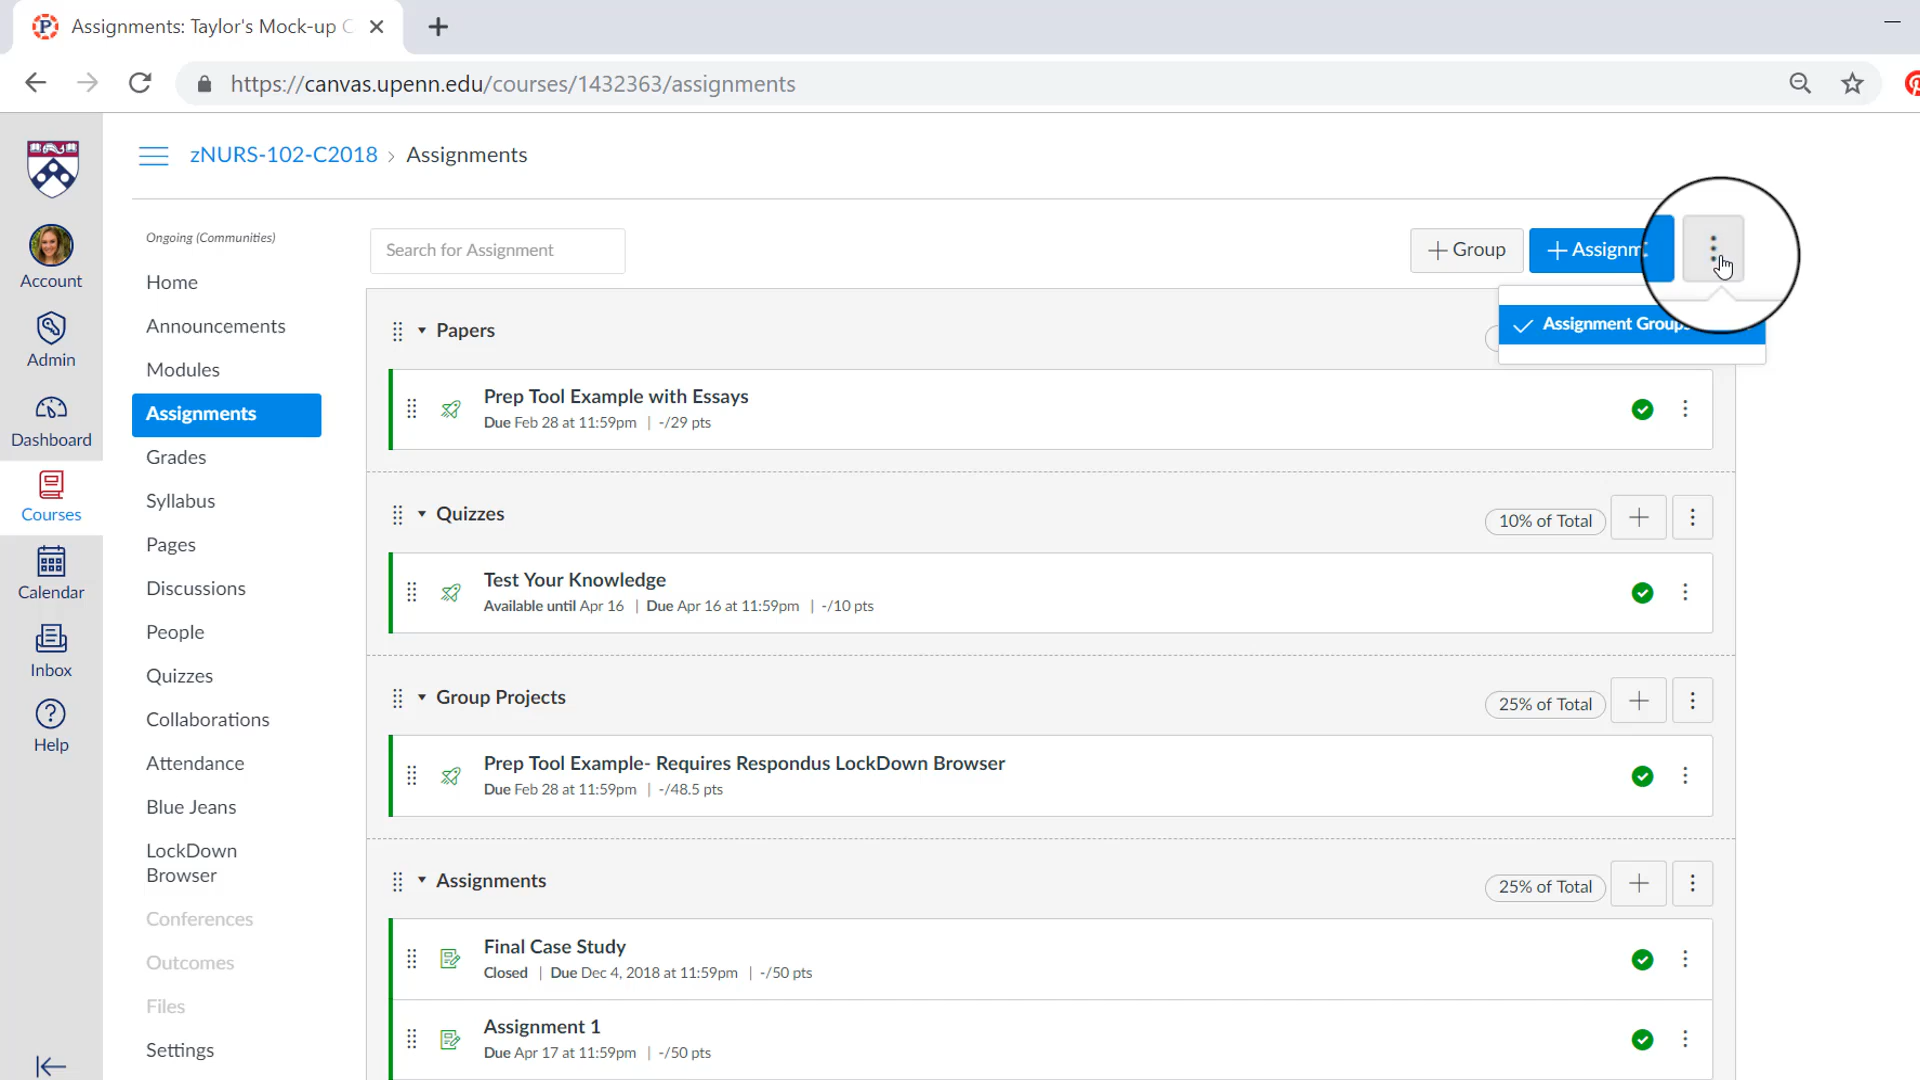 Assignments: Taylor's Mock-up
https://canvas.upenn.edu/courses/1432363/assignments
zNURS-102-C2018 › Assignments
Account
Admin
Dashboard
Courses
Calendar
Inbox
Help
Ongoing (Communities)
Home
Announcements
Modules
Assignments
Grades
Syllabus
Pages
Discussions
People
Quizzes
Collaborations
Attendance
Blue Jeans
LockDown
Browser
Conferences
Outcomes
Files
Settings
Search for Assignment
+ Group
+ Assignm
Assignment Groups
Papers
Prep Tool Example with Essays
Due Feb 28 at 11:59pm | -/29 pts
Quizzes
10% of Total
Test Your Knowledge
Available until Apr 16 | Due Apr 16 at 11:59pm | -/10 pts
Group Projects
25% of Total
Prep Tool Example- Requires Respondus LockDown Browser
Due Feb 28 at 11:59pm | -/48.5 pts
Assignments
25% of Total
Final Case Study
Closed | Due Dec 4, 2018 at 11:59pm | -/50 pts
Assignment 1
Due Apr 17 at 11:59pm | -/50 pts